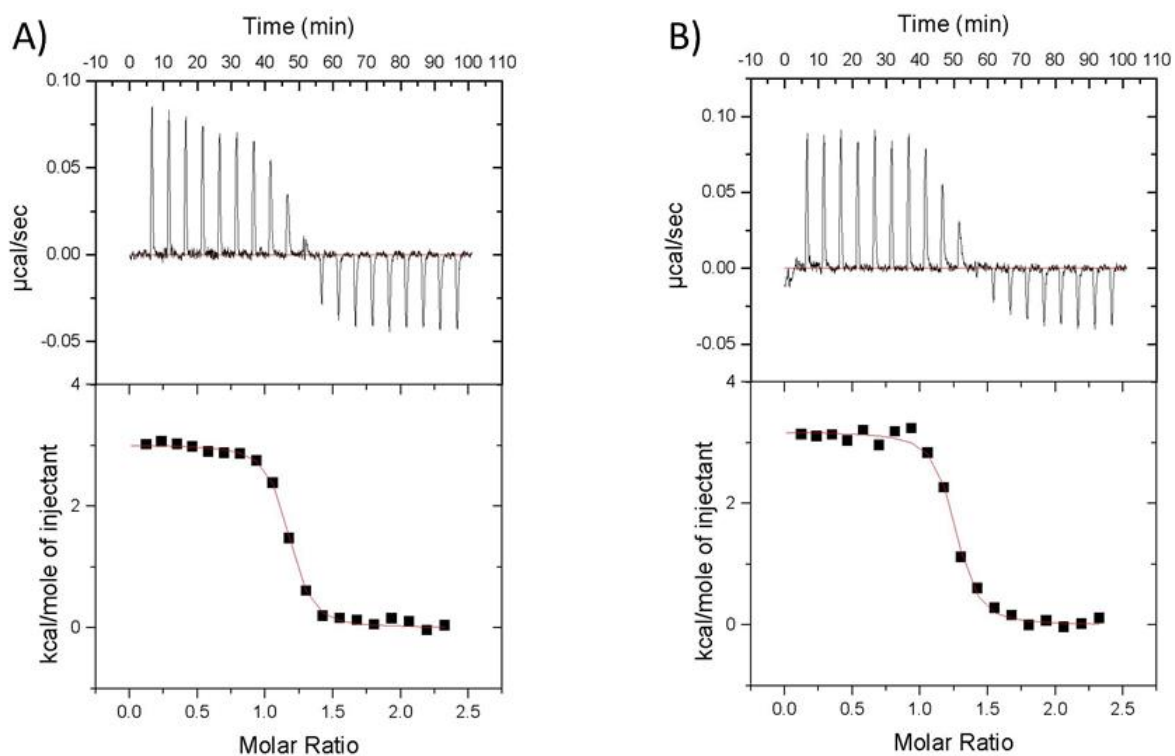 A)
Time (min)
-10 0 10 20 30 40 50 60 70 80 90 100 110
0.10
0.05
0.00
-0.05
µcal/sec
4
2
0
kcal/mole of injectant
0.0 0.5 1.0 1.5 2.0 2.5
Molar Ratio
B)
Time (min)
-10 0 10 20 30 40 50 60 70 80 90 100 110
0.10
0.05
0.00
-0.05
µcal/sec
4
2
0
kcal/mole of injectant
0.0 0.5 1.0 1.5 2.0 2.5
Molar Ratio